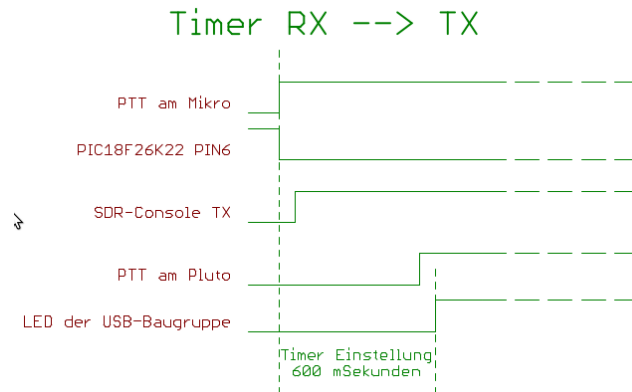 Timer RX --> TX
PTT am Mikro
PIC18F26K22 PIN6
SDR-Console TX
PTT am Pluto
LED der USB-Baugruppe
Timer Einstellung
600 mSekunden